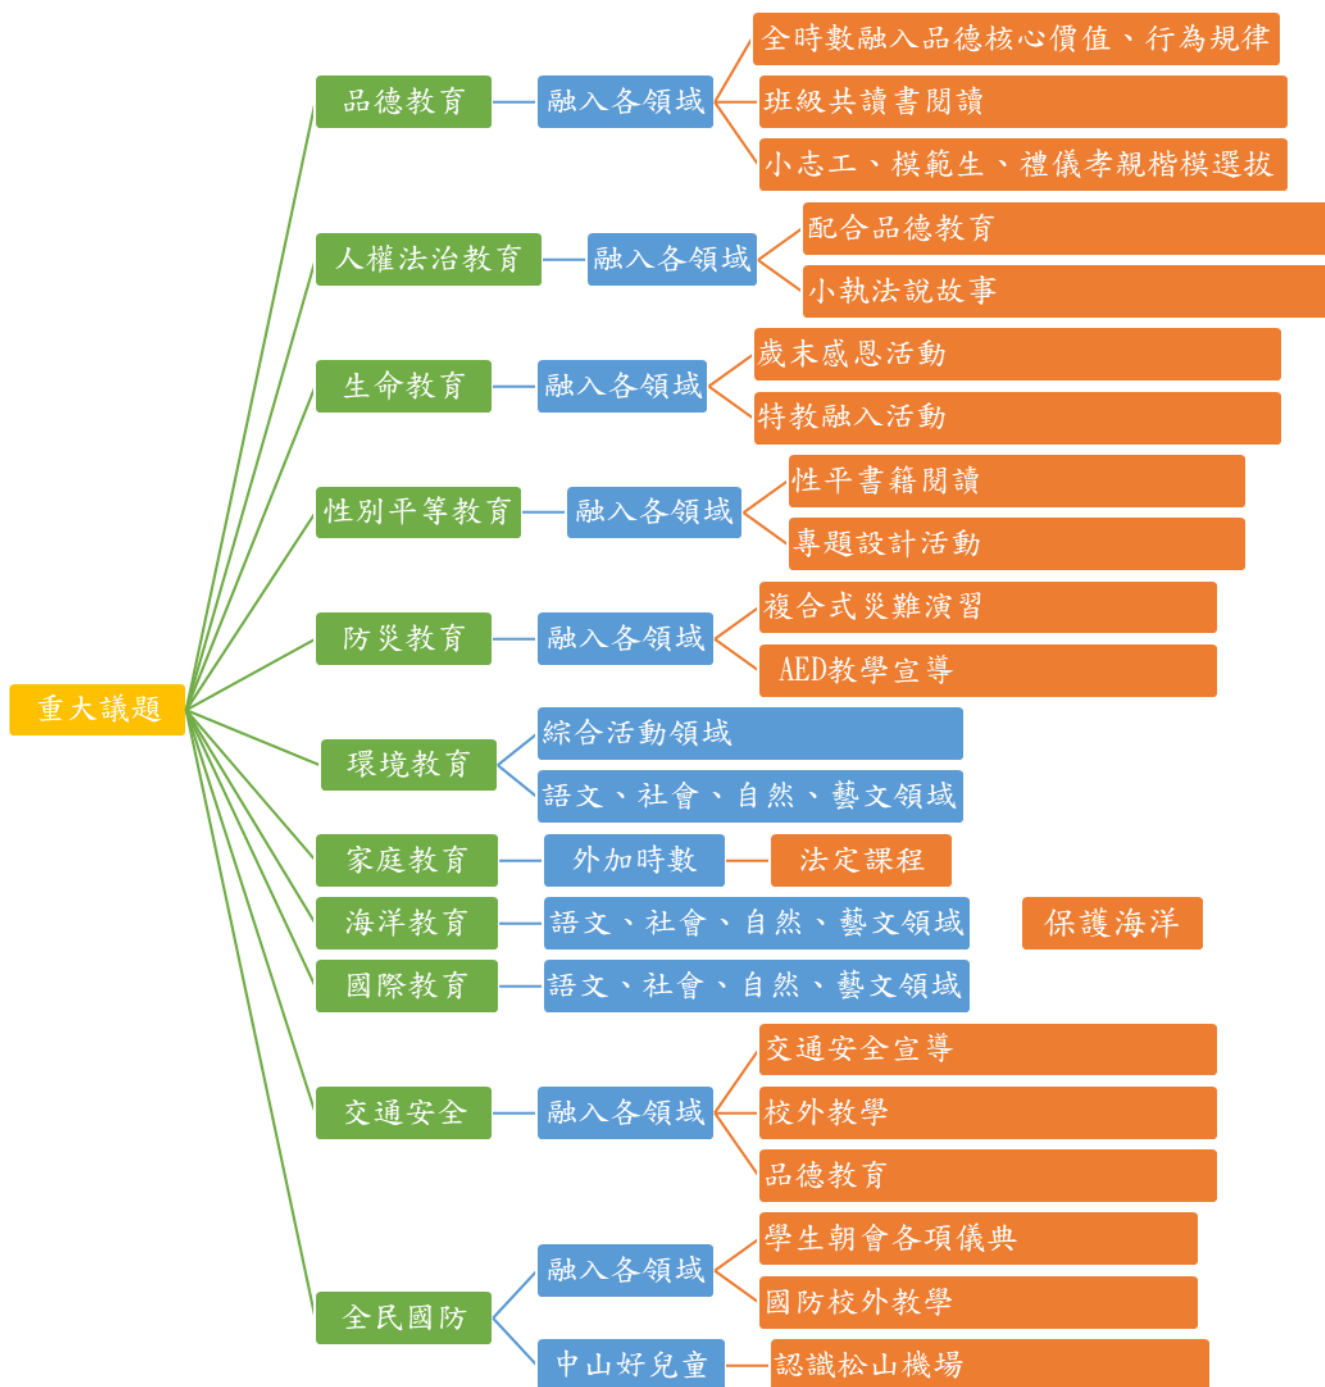 重大議題
品德教育
融入各領域
全時數融入品德核心價值、行為規律
班級共讀書閱讀
小志工、模範生、禮儀孝親楷模選拔
人權法治教育
融入各領域
配合品德教育
小執法說故事
生命教育
融入各領域
歲末感恩活動
特教融入活動
性別平等教育
融入各領域
性平書籍閱讀
專題設計活動
防災教育
融入各領域
複合式災難演習
AED教學宣導
環境教育
綜合活動領域
語文、社會、自然、藝文領域
家庭教育
外加時數
法定課程
海洋教育
語文、社會、自然、藝文領域
保護海洋
國際教育
語文、社會、自然、藝文領域
交通安全
融入各領域
交通安全宣導
校外教學
品德教育
全民國防
融入各領域
學生朝會各項儀典
國防校外教學
中山好兒童
認識松山機場